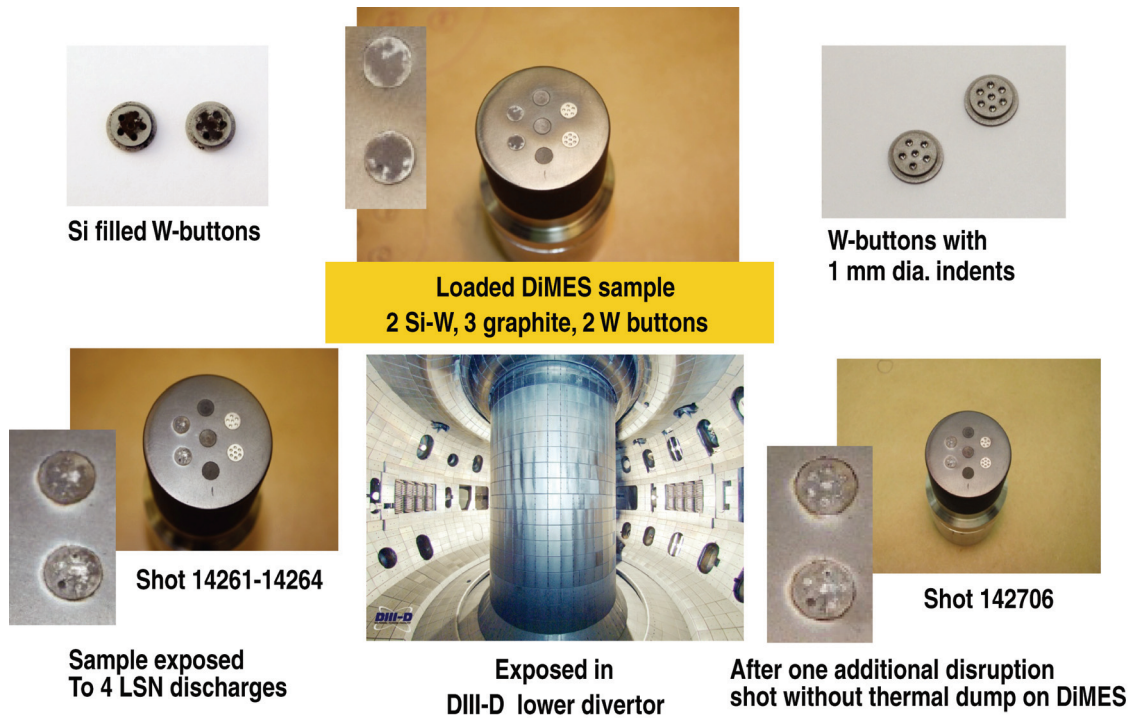 Si filled W-buttons
W-buttons with
1 mm dia. indents
Loaded DiMES sample
2 Si-W, 3 graphite, 2 W buttons
Shot 14261-14264
DIII-D
Shot 142706
Sample exposed
To 4 LSN discharges
Exposed in
DIII-D lower divertor
After one additional disruption
shot without thermal dump on DiMES